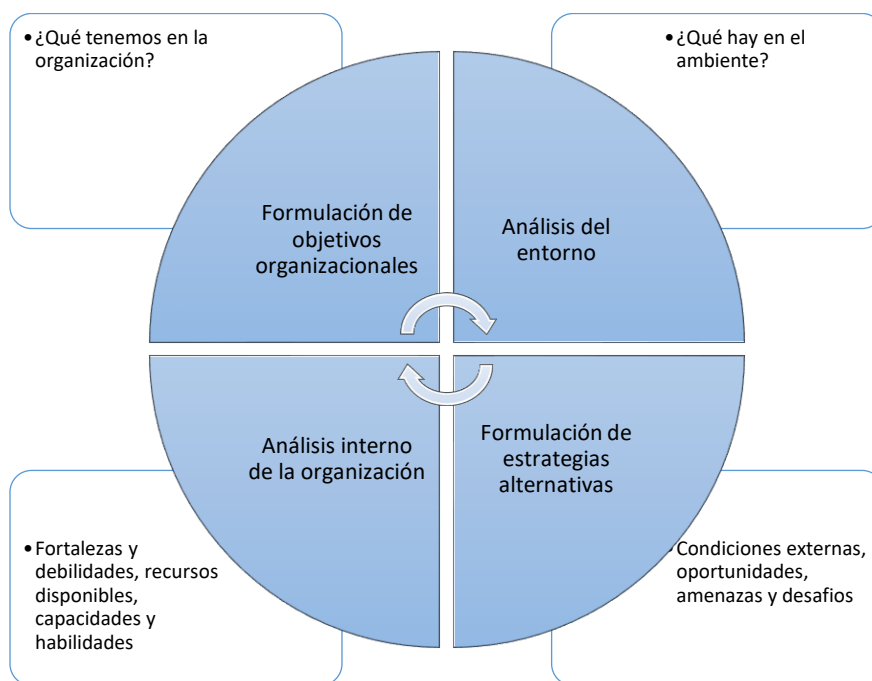 •¿Qué tenemos en la
organización?
•¿Qué hay en el
ambiente?
Formulación de
objetivos
organizacionales
Análisis del
entorno
Análisis interno
de la organización
Formulación de
estrategias
alternativas
•Fortalezas y
debilidades, recursos
disponibles,
capacidades y
habilidades
•Condiciones externas,
oportunidades,
amenazas y desafios